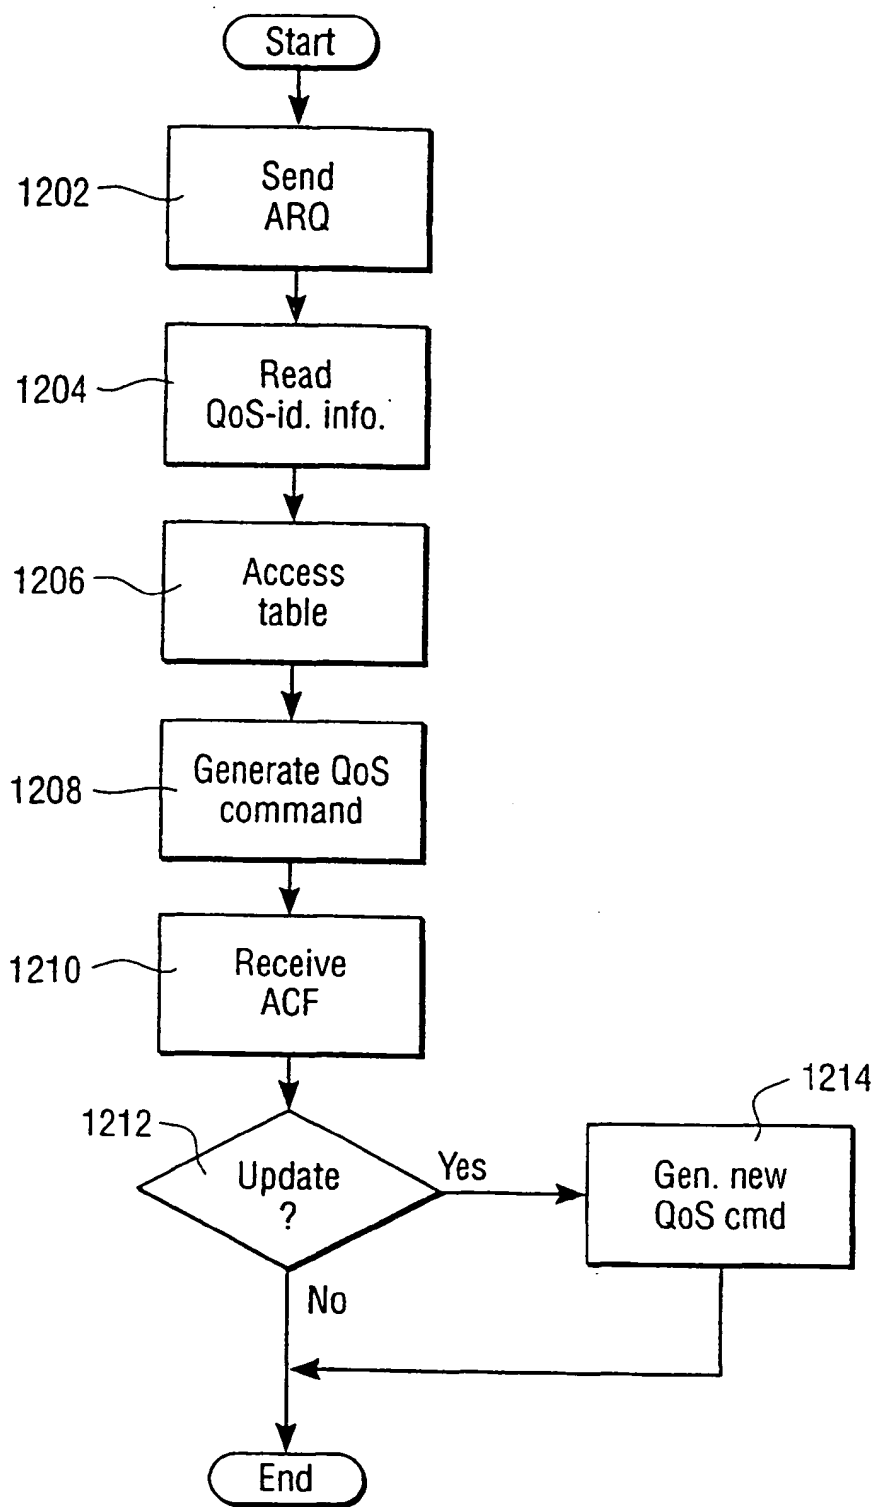 Start
1202
Send
ARQ
1204
Read
QoS-id. info.
1206
Access
table
1208
Generate QoS
command
1210
Receive
ACF
1212
Update
?
Yes
1214
Gen. new
QoS cmd
No
End